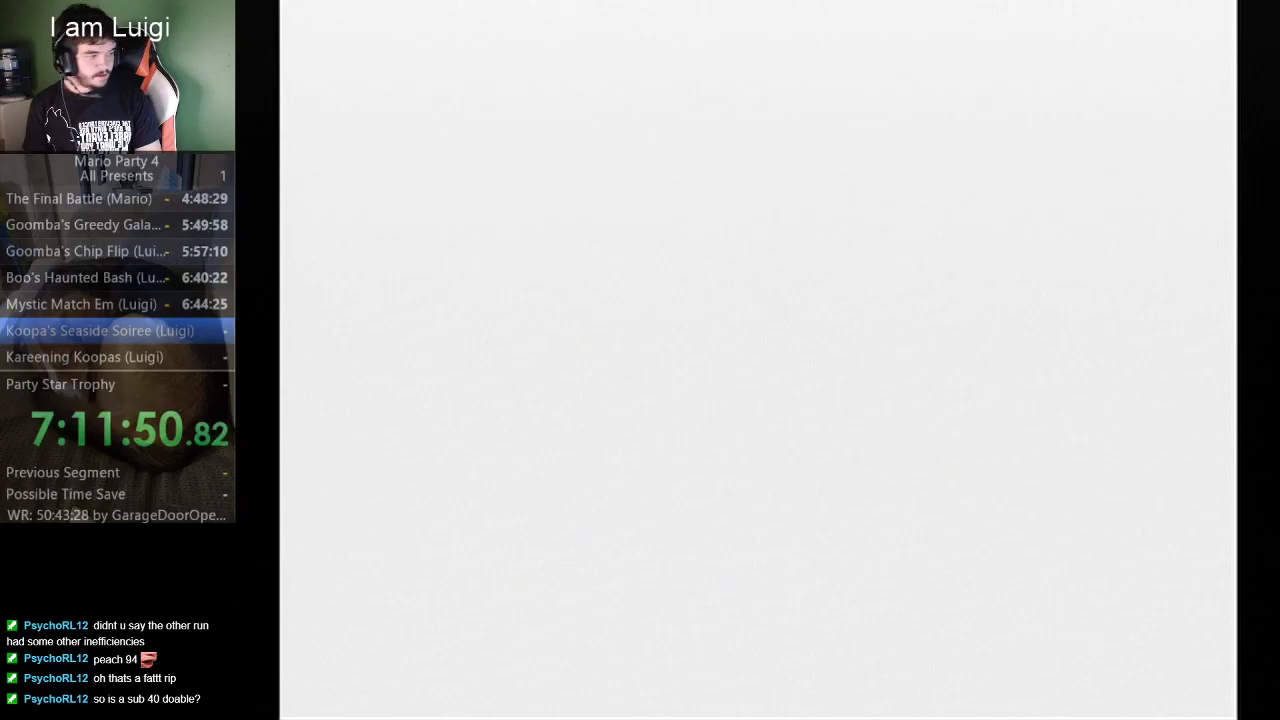 I am Luigi
Mario Party 4
All Presents 1
The Final Battle (Mario) - 4:48:29
Goomba's Greedy Gala... - 5:49:58
Goomba's Chip Flip (Lui... - 5:57:10
Boo's Haunted Bash (Lu... - 6:40:22
Mystic Match Em (Luigi) - 6:44:25
Koopa's Seaside Soiree (Luigi) -
Kareening Koopas (Luigi) -
Party Star Trophy -
7:11:50.82
Previous Segment -
Possible Time Save -
WR: 50:43:28 by GarageDoorOpe...
PsychoRL12 didnt u say the other run
had some other inefficiencies
PsychoRL12 peach 94
PsychoRL12 oh thats a fattt rip
PsychoRL12 so is a sub 40 doable?